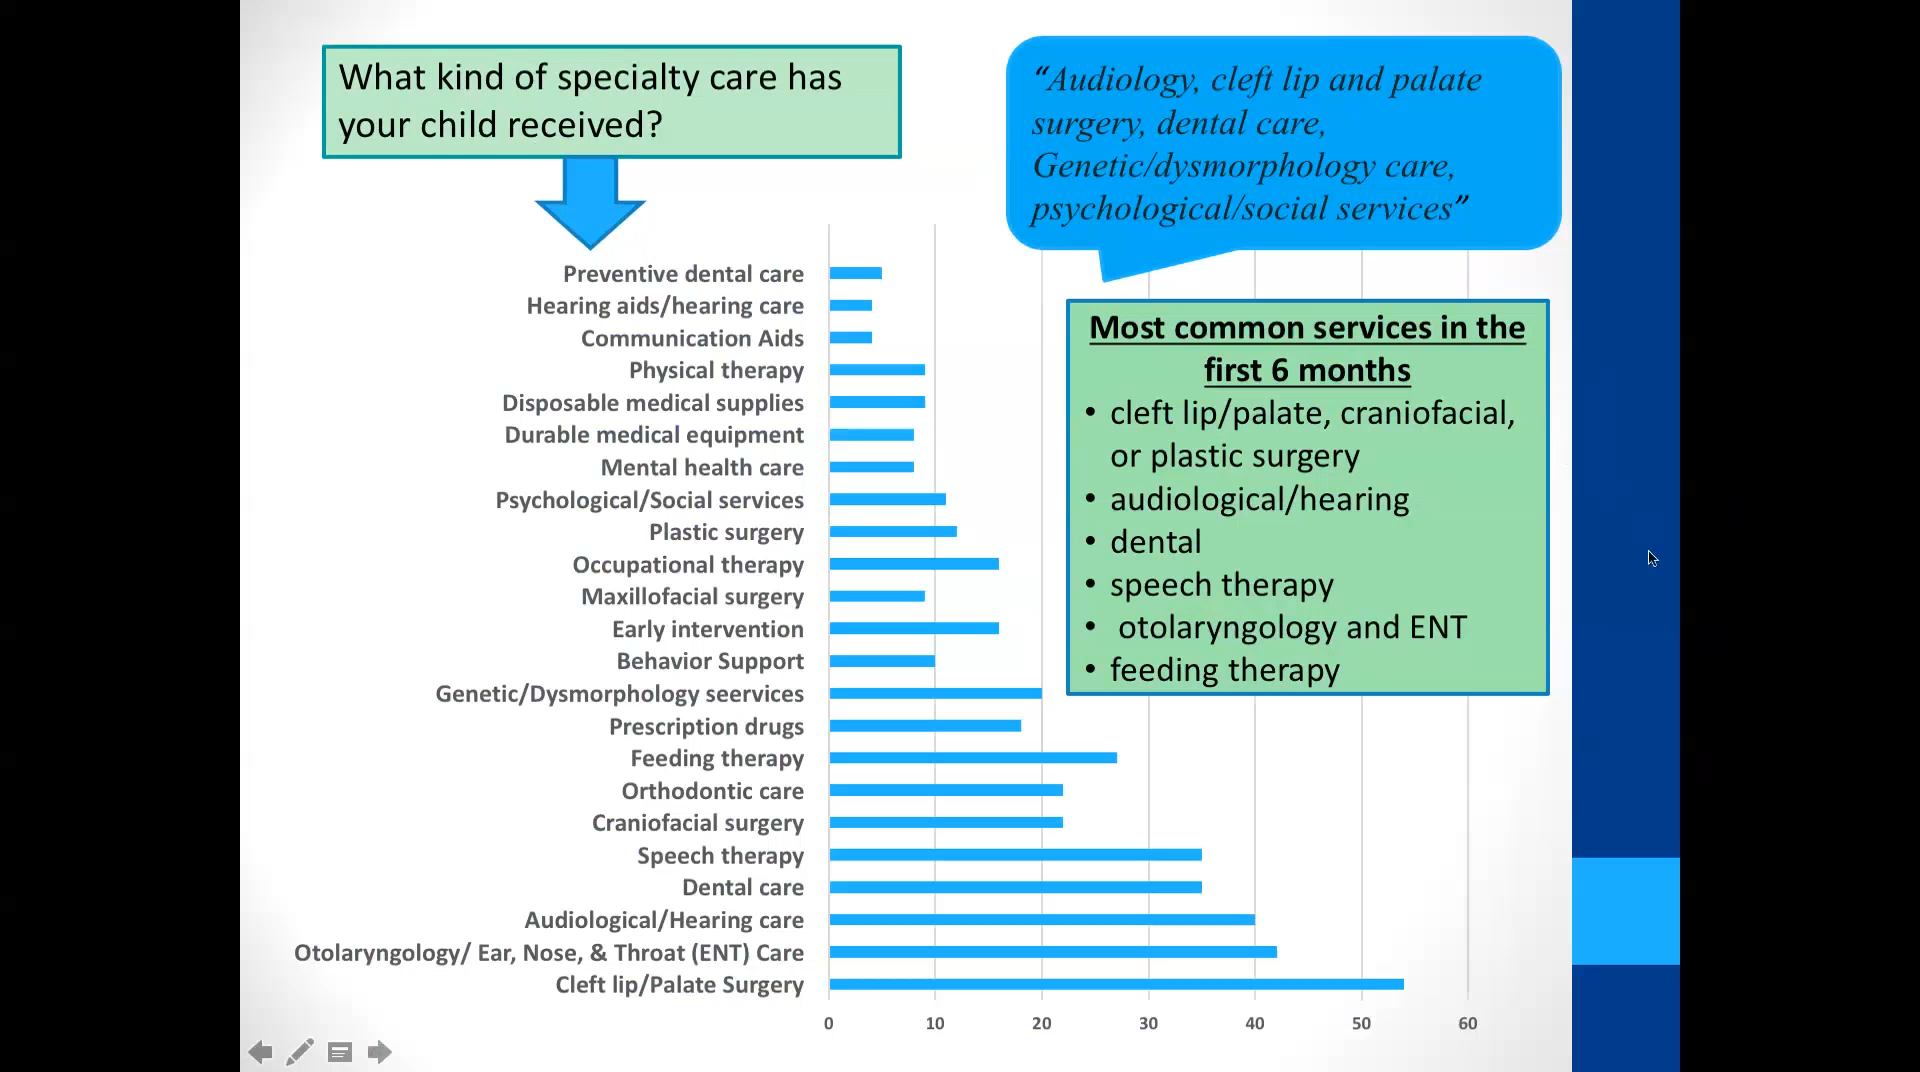 What kind of specialty care has
your child received?
“Audiology, cleft lip and palate
surgery, dental care,
Genetic/dysmorphology care,
psychological/social services”
Preventive dental care
Hearing aids/hearing care
Communication Aids
Physical therapy
Disposable medical supplies
Durable medical equipment
Mental health care
Psychological/Social services
Plastic surgery
Occupational therapy
Maxillofacial surgery
Early intervention
Behavior Support
Genetic/Dysmorphology seervices
Prescription drugs
Feeding therapy
Orthodontic care
Craniofacial surgery
Speech therapy
Dental care
Audiological/Hearing care
Otolaryngology/ Ear, Nose, & Throat (ENT) Care
Cleft lip/Palate Surgery
0 10 20 30 40 50 60
Most common services in the
first 6 months
• cleft lip/palate, craniofacial,
or plastic surgery
• audiological/hearing
• dental
• speech therapy
• otolaryngology and ENT
• feeding therapy